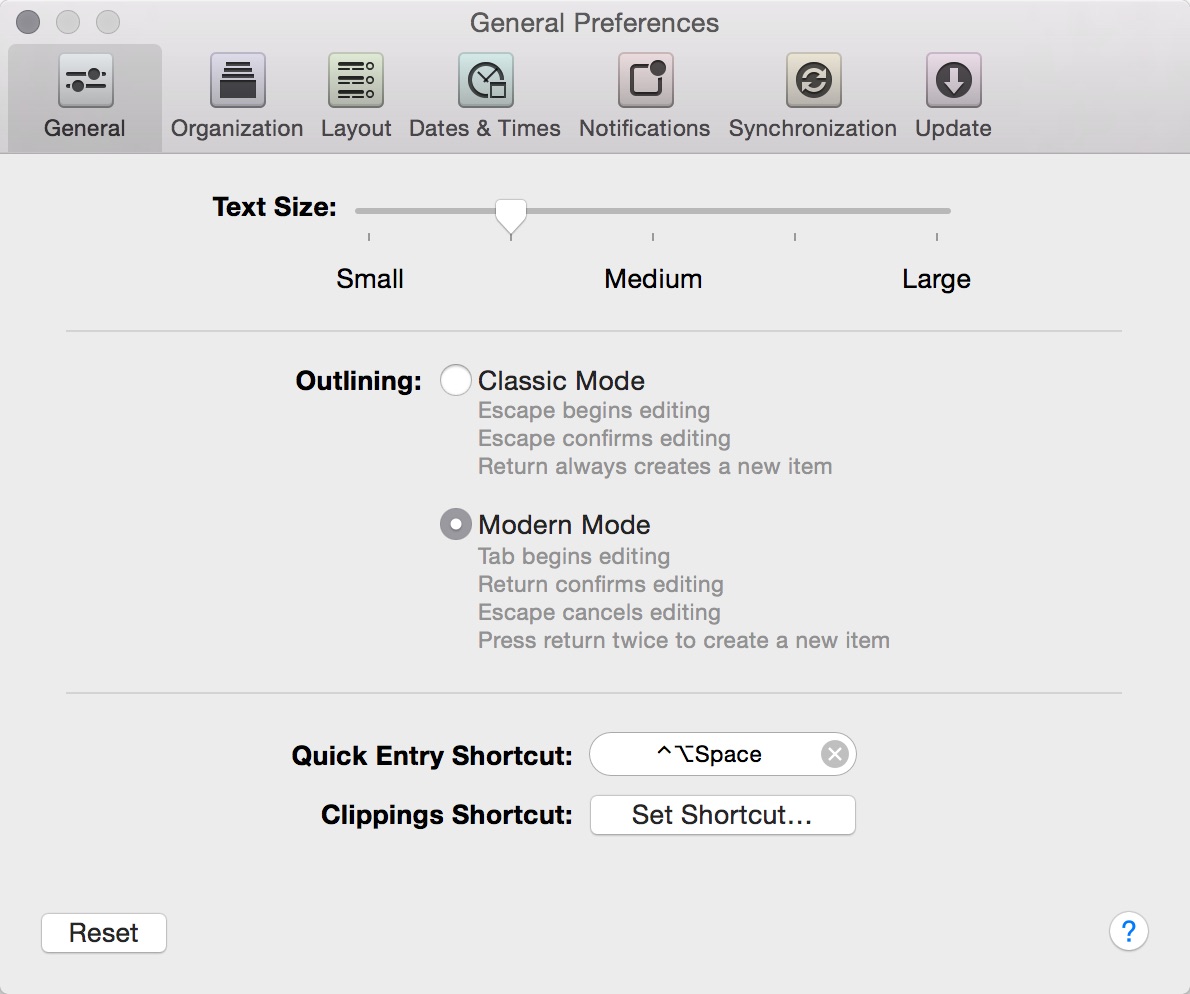 General Preferences
General Organization Layout Dates & Times Notifications Synchronization Update
Text Size:
Small Medium Large
Outlining: Classic Mode
Escape begins editing
Escape confirms editing
Return always creates a new item
Modern Mode
Tab begins editing
Return confirms editing
Escape cancels editing
Press return twice to create a new item
Quick Entry Shortcut: ^⌥Space
Clippings Shortcut: Set Shortcut…
Reset ?